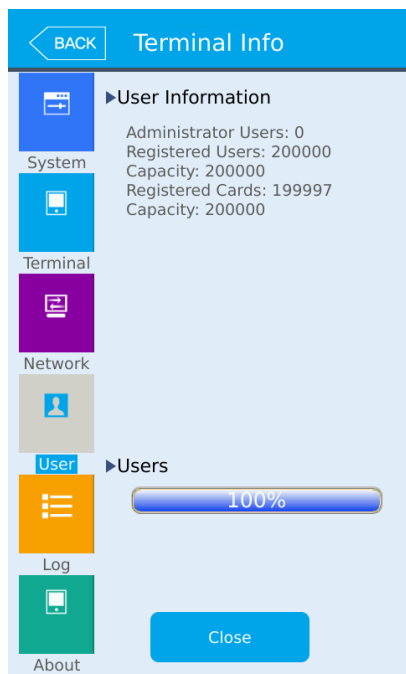 BACK
Terminal Info
System
Terminal
Network
User
Log
About
User Information
Administrator Users: 0
Registered Users: 200000
Capacity: 200000
Registered Cards: 199997
Capacity: 200000
Users
100%
Close